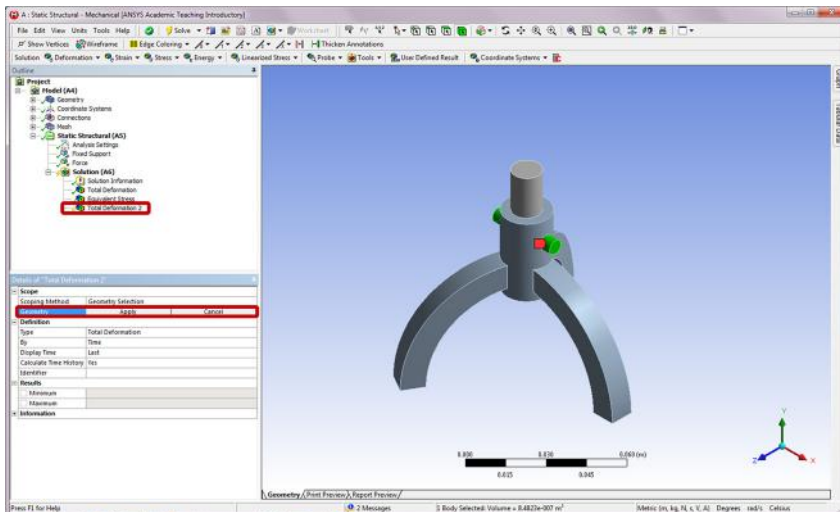 A : Static Structural - Mechanical [ANSYS Academic Teaching Introductory]
File Edit View Units Tools Help Solve Worksheet
Show Vertices Wireframe Edge Coloring Thicken Annotations
Solution Deformation Strain Stress Energy Linearized Stress Probe Tools User Defined Result Coordinate Systems
Outline
Project
Model (A4)
Geometry
Coordinate Systems
Connections
Mesh
Static Structural (A5)
Analysis Settings
Fixed Support
Force
Solution (A6)
Solution Information
Total Deformation
Equivalent Stress
Total Deformation 2
Graph
Tabular Data
Details of "Total Deformation 2"
Scope
Scoping Method Geometry Selection
Geometry Apply Cancel
Definition
Type Total Deformation
By Time
Display Time Last
Calculate Time History Yes
Identifier
Results
Minimum
Maximum
Information
0.000 0.030 0.060 (m)
0.015 0.045
Y
Z X
Geometry Print Preview Report Preview
Press F1 for Help 2 Messages 1 Body Selected: Volume = 8.4823e-007 m³ Metric (m, kg, N, s, V, A) Degrees rad/s Celsius